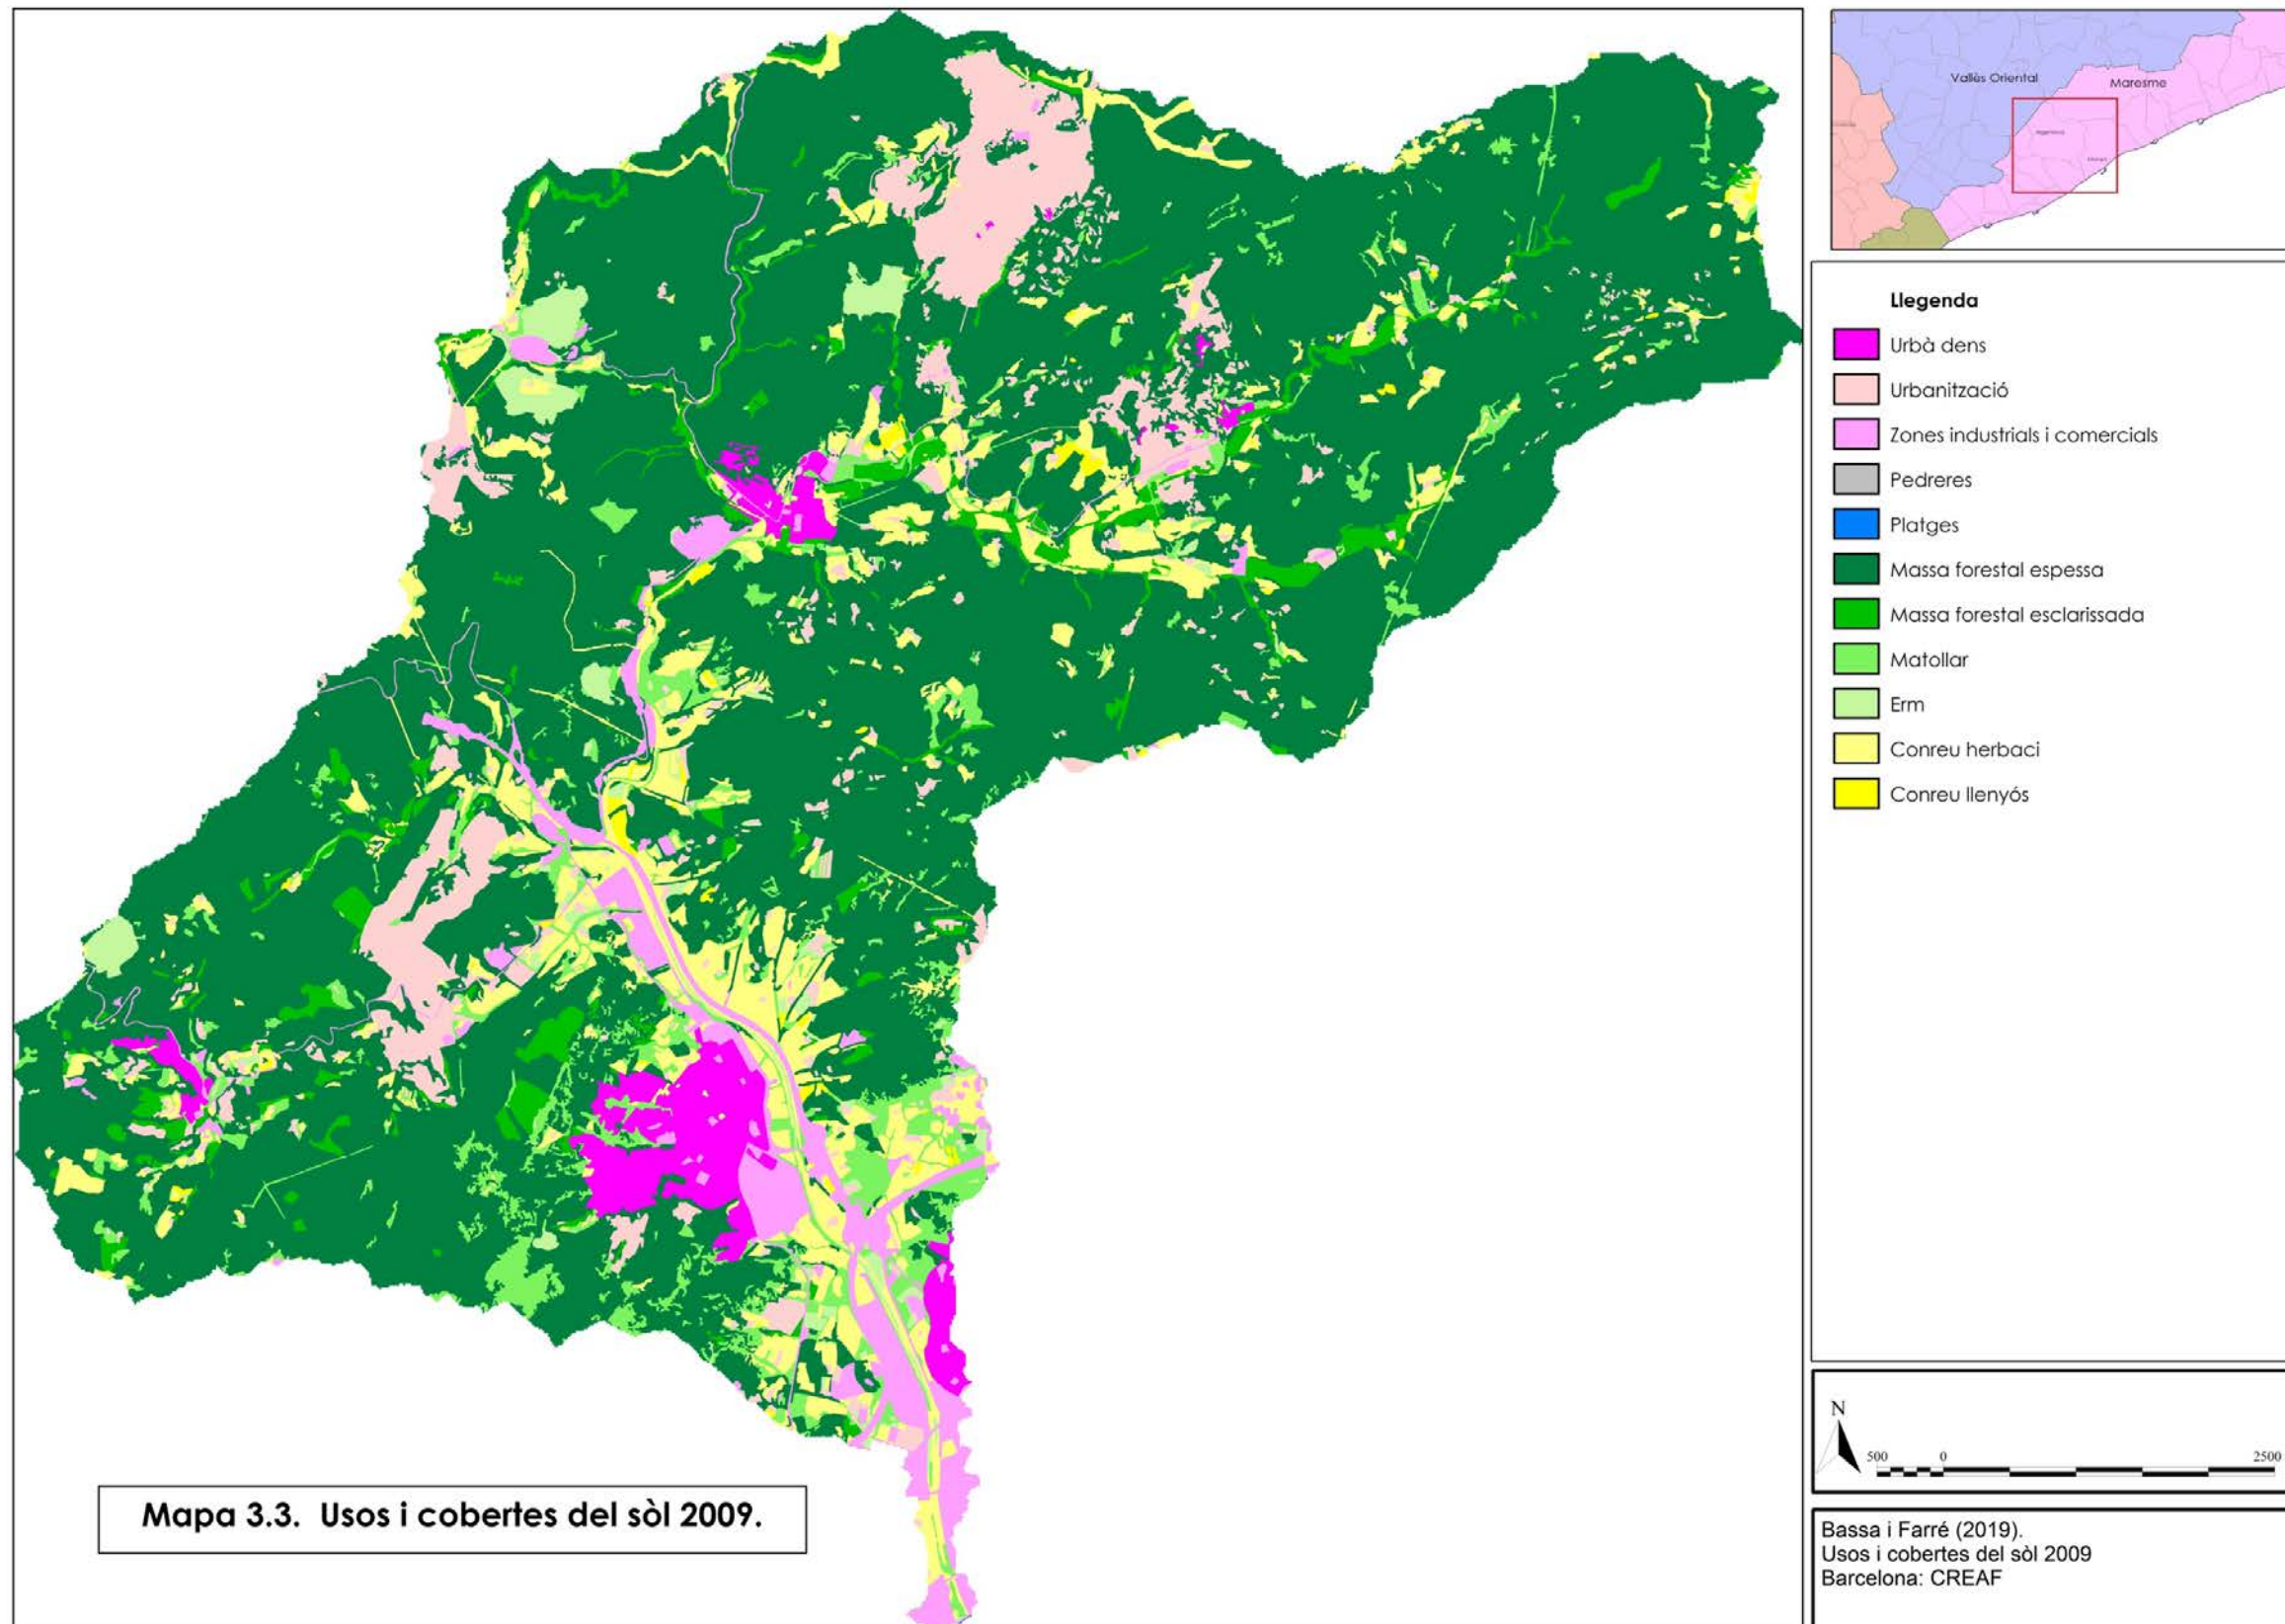 Vallès Oriental
Maresme
Llegenda
Urbà dens
Urbanització
Zones industrials i comercials
Pedreres
Platges
Massa forestal espessa
Massa forestal esclarissada
Matollar
Erm
Conreu herbaci
Conreu llenyós
N
500 0 2500
Mapa 3.3. Usos i cobertes del sòl 2009.
Bassa i Farré (2019).
Usos i cobertes del sòl 2009
Barcelona: CREAF